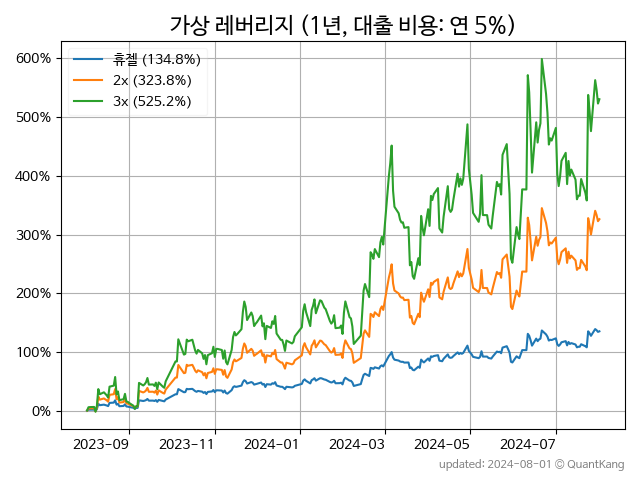 가상 레버리지 (1년, 대출 비용: 연 5%)
600%
500%
400%
300%
200%
100%
0%
휴젤 (134.8%)
2x (323.8%)
3x (525.2%)
2023-09
2023-11
2024-01
2024-03
2024-05
2024-07
updated: 2024-08-01 © QuantKang